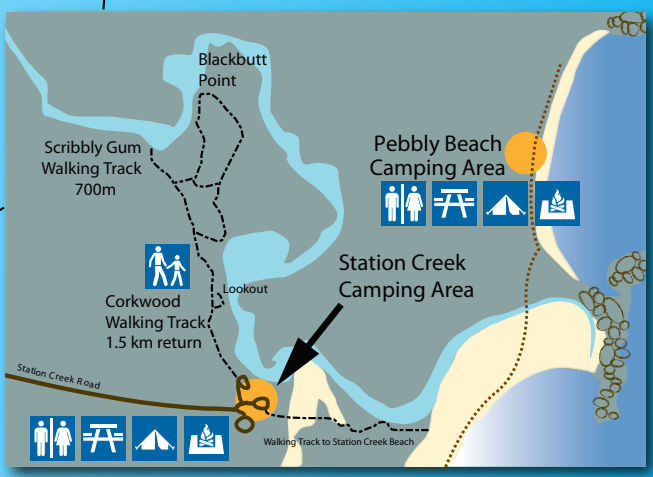 Blackbutt
Point
Scribbly Gum
Walking Track
700m
Pebbly Beach
Camping Area
Station Creek
Camping Area
Lookout
Corkwood
Walking Track
1.5 km return
Station Creek Road
Walking Track to Station Creek Beach